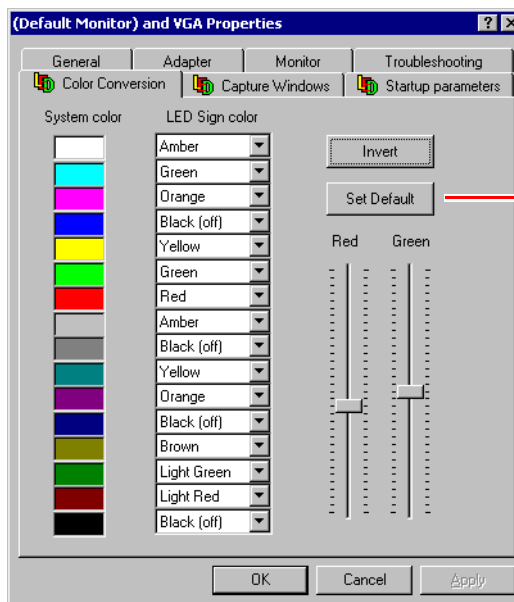 (Default Monitor) and VGA Properties
General Adapter Monitor Troubleshooting
Color Conversion Capture Windows Startup parameters
System color LED Sign color
Amber
Green
Orange
Black (off)
Yellow
Green
Red
Amber
Black (off)
Yellow
Orange
Black (off)
Brown
Light Green
Light Red
Black (off)
Invert
Set Default
Red Green
OK Cancel Apply